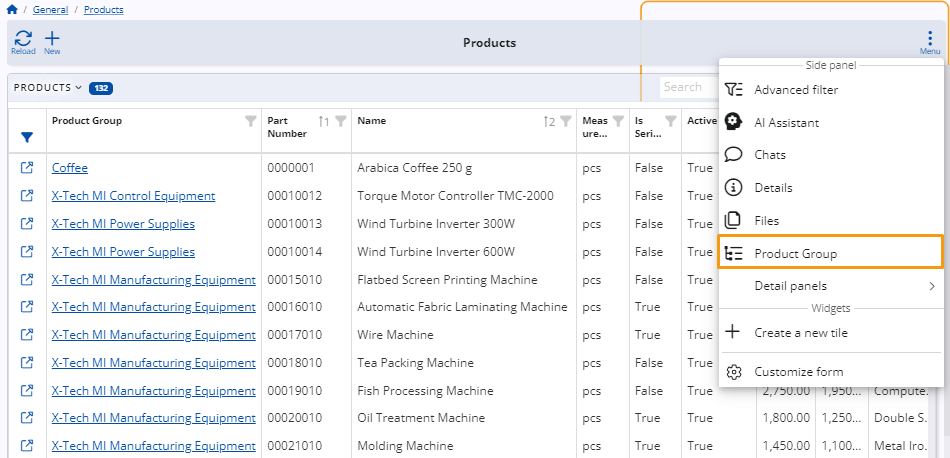 / General / Products
Reload New Products Menu
PRODUCTS 132 Search
Product Group Part Number 1 Name 2 Meas ure... Is Seri... Active
Coffee 0000001 Arabica Coffee 250 g pcs False True
X-Tech MI Control Equipment 00010012 Torque Motor Controller TMC-2000 pcs False True
X-Tech MI Power Supplies 00010013 Wind Turbine Inverter 300W pcs False True
X-Tech MI Power Supplies 00010014 Wind Turbine Inverter 600W pcs False True
X-Tech MI Manufacturing Equipment 00015010 Flatbed Screen Printing Machine pcs False True
X-Tech MI Manufacturing Equipment 00016010 Automatic Fabric Laminating Machine pcs True True
X-Tech MI Manufacturing Equipment 00017010 Wire Machine pcs True True
X-Tech MI Manufacturing Equipment 00018010 Tea Packing Machine pcs False True
X-Tech MI Manufacturing Equipment 00019010 Fish Processing Machine pcs False True 2,750.00 1,950... Compute...
X-Tech MI Manufacturing Equipment 00020010 Oil Treatment Machine pcs True True 1,800.00 1,250... Double S...
X-Tech MI Manufacturing Equipment 00021010 Molding Machine pcs True True 1,450.00 1,100... Metal Iro...
Side panel
Advanced filter
AI Assistant
Chats
Details
Files
Product Group
Detail panels
Widgets
Create a new tile
Customize form